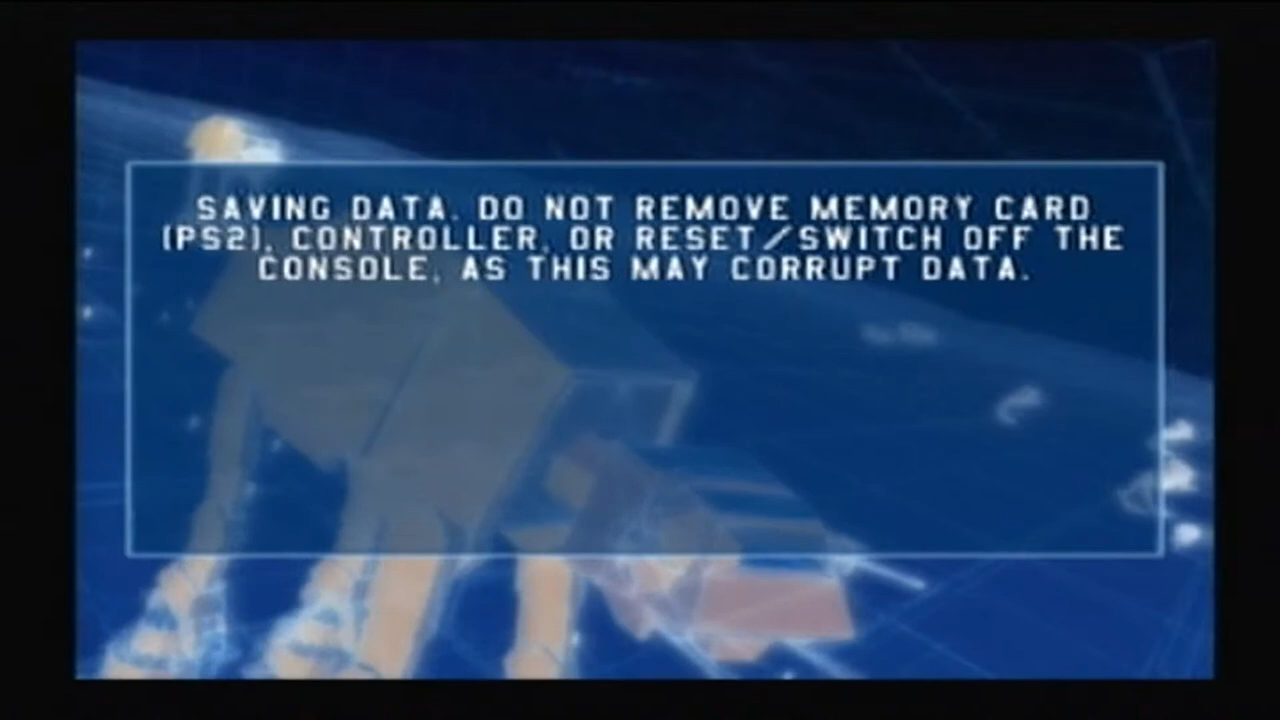 SAVING DATA. DO NOT REMOVE MEMORY CARD
(PS2), CONTROLLER, OR RESET/SWITCH OFF THE
CONSOLE, AS THIS MAY CORRUPT DATA.